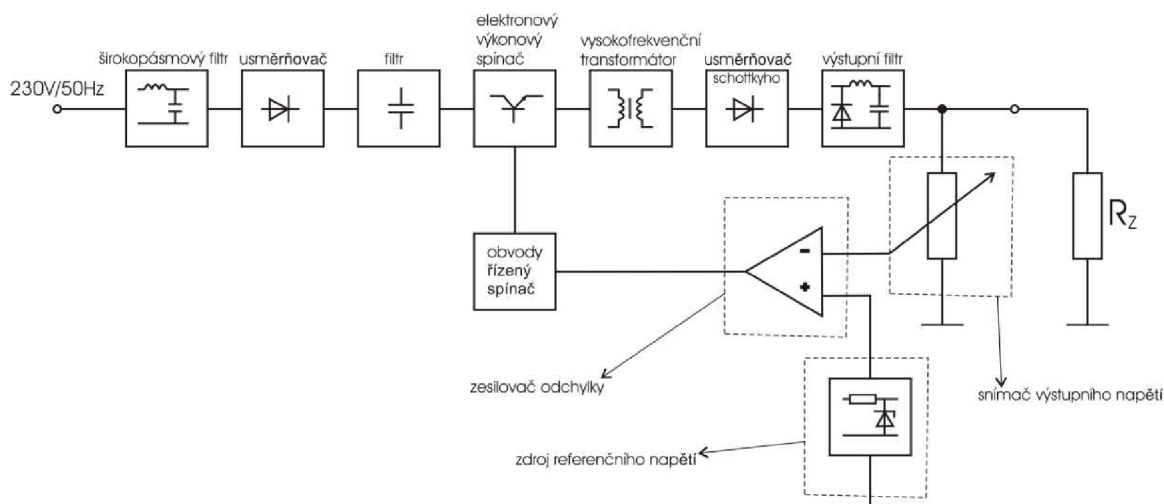 širokopásmový filtr
usměrňovač
filtr
elektronový
výkonový
spínač
vysokofrekvenční
transformátor
usměrňovač
schottkyho
výstupní filtr
230V/50Hz
obvody
řízený
spínač
-
+
Rz
zesilovač odchylky
snímač výstupního napětí
zdroj referenčního napětí